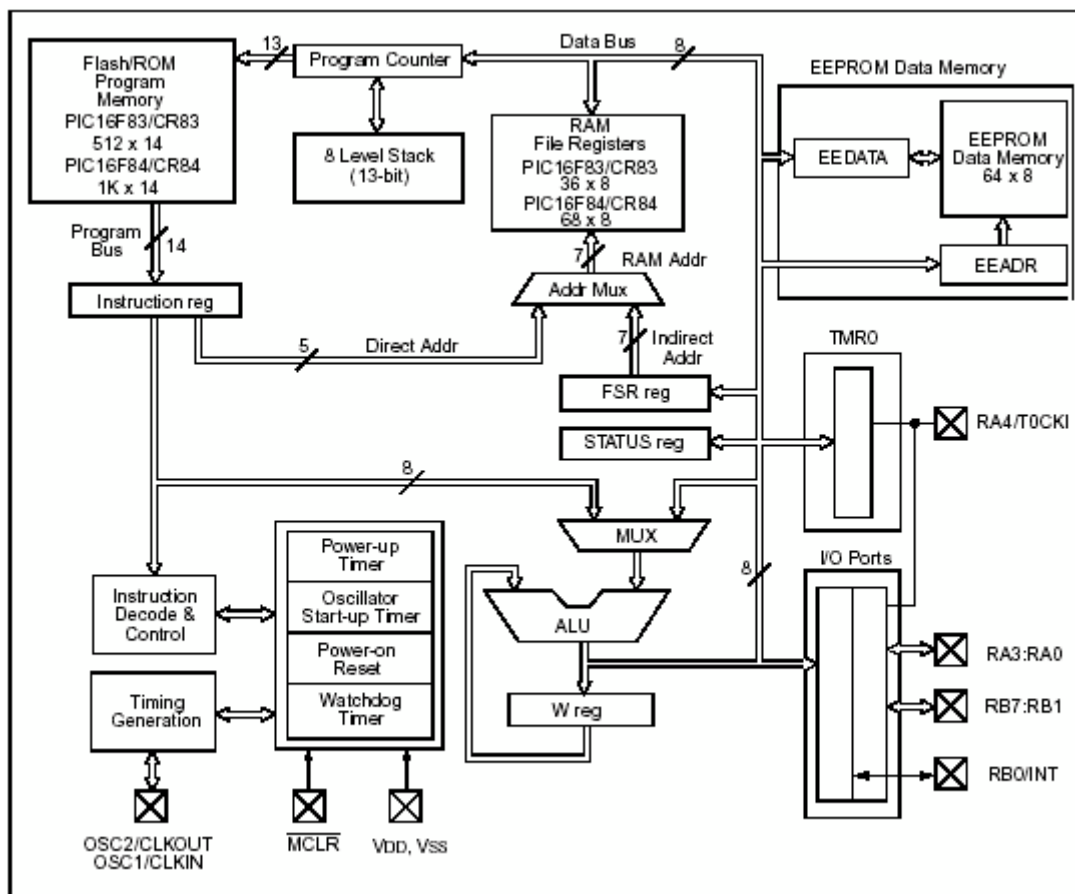 Flash/ROM
Program
Memory
PIC16F83/CR83
512 x 14
PIC16F84/CR84
1K x 14
13
Program Counter
Data Bus
8
8 Level Stack
(13-bit)
RAM
File Registers
PIC16F83/CR83
36 x 8
PIC16F84/CR84
68 x 8
EEPROM Data Memory
EEDATA
EEPROM
Data Memory
64 x 8
EEADR
Program
Bus
14
7
RAM Addr
Instruction reg
Addr Mux
5
Direct Addr
7
Indirect
Addr
FSR reg
STATUS reg
TMR0
RA4/T0CKI
8
MUX
8
ALU
W reg
Power-up
Timer
Oscillator
Start-up Timer
Power-on
Reset
Watchdog
Timer
Instruction
Decode &
Control
Timing
Generation
I/O Ports
RA3:RA0
RB7:RB1
RB0/INT
OSC2/CLKOUT
OSC1/CLKIN
MCLR
VDD, VSS